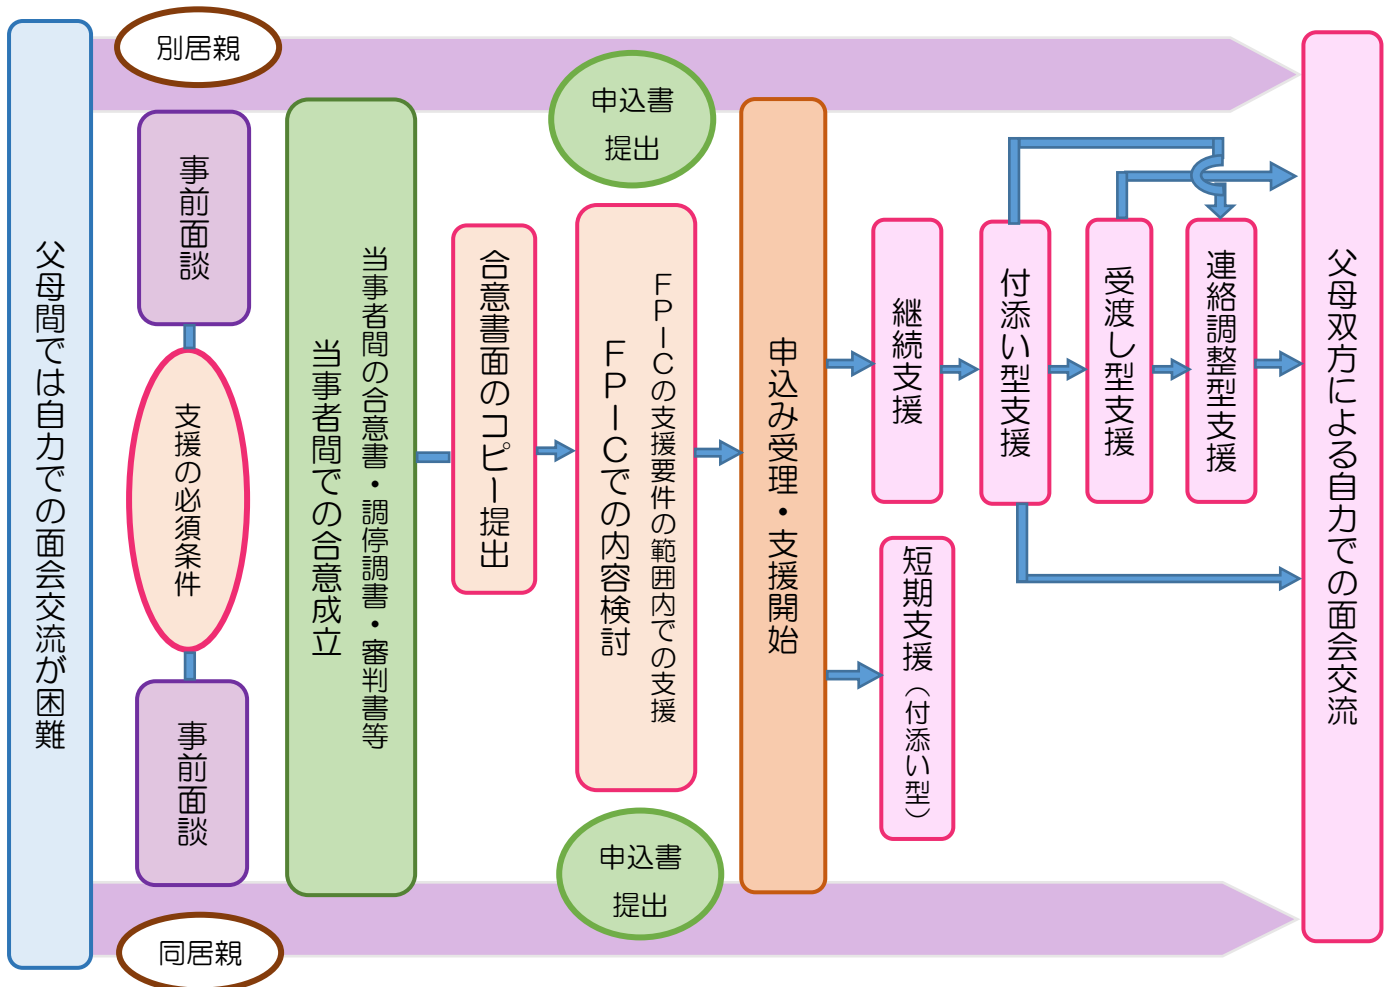 父母間では自力での面会交流が困難
別居親
事前面談
支援の必須条件
事前面談
同居親
当事者間の合意書・調停調書・審判書等
当事者間での合意成立
合意書面のコピー提出
申込書
提出
FPICの支援要件の範囲内での支援
FPICでの内容検討
申込書
提出
申込み受理・支援開始
継続支援
付添い型支援
受渡し型支援
連絡調整型支援
短期支援（付添い型）
父母双方による自力での面会交流